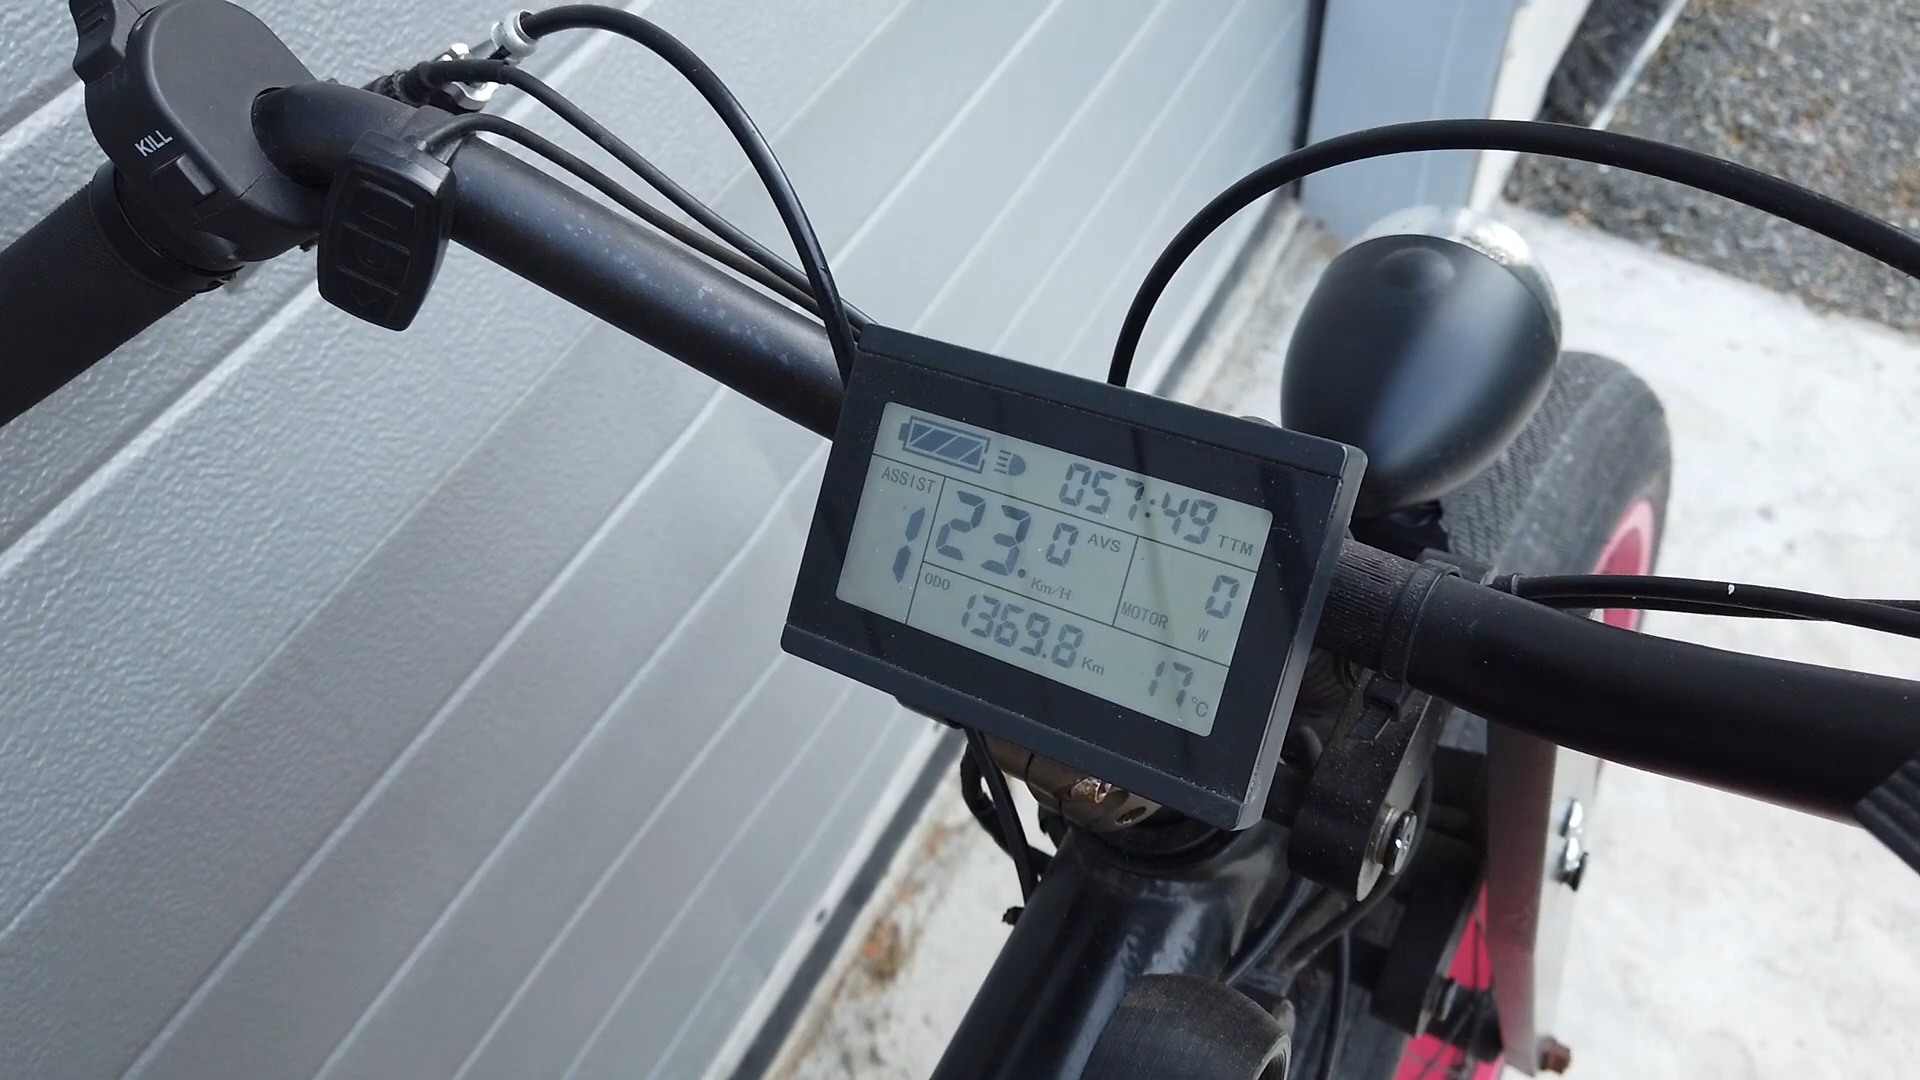 KILL
057:49 TTM
ASSIST 1
23.0 AVS Km/H
MOTOR 0 W
ODO 1369.8 Km
17 °C